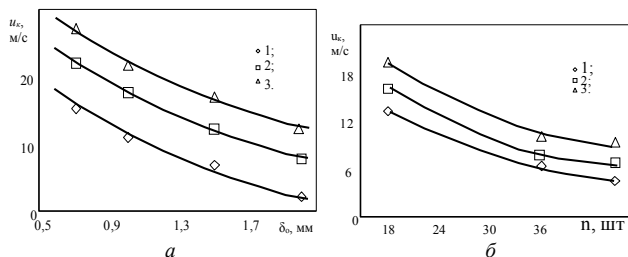 uк,
м/с
20
10
0
0,5 0,9 1,3 1,7 δо, мм
1;
2;
3.
а
uк,
м/с
18
12
6
0
18 24 30 36 n, шт
1;
2;
3.
б